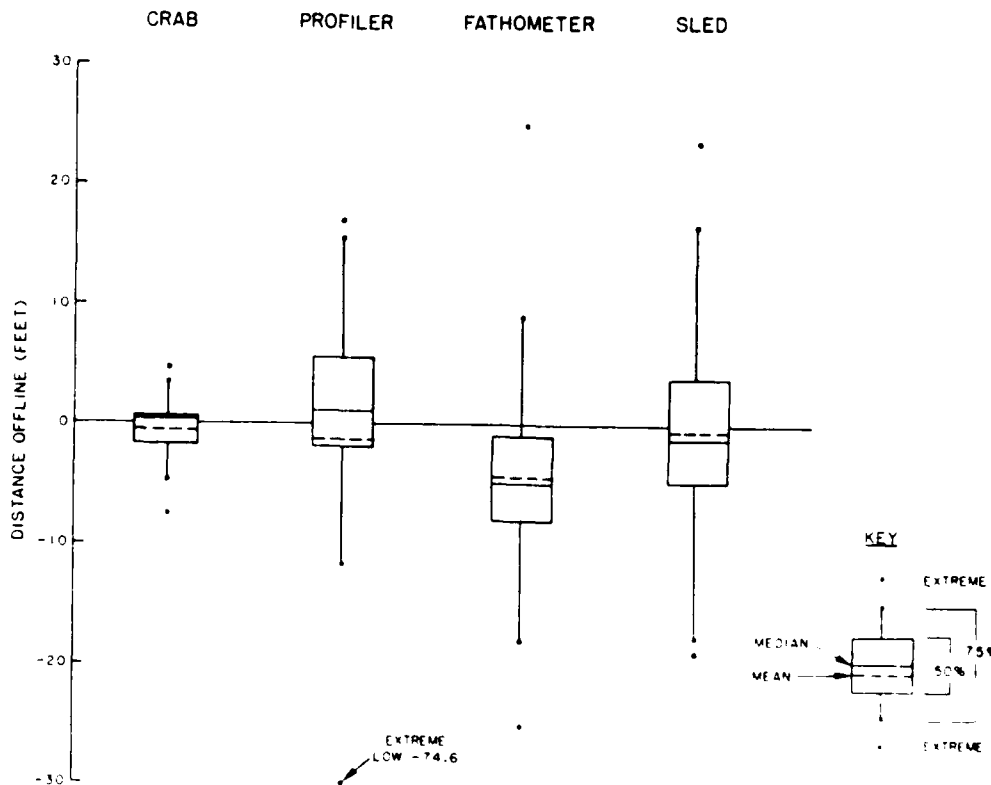 CRAB PROFILER FATHOMETER SLED
30
20
10
0
-10
-20
-30
DISTANCE OFFLINE (FEET)
EXTREME
LOW -74.6
KEY
EXTREME
MEDIAN
MEAN
50%
75%
EXTREME